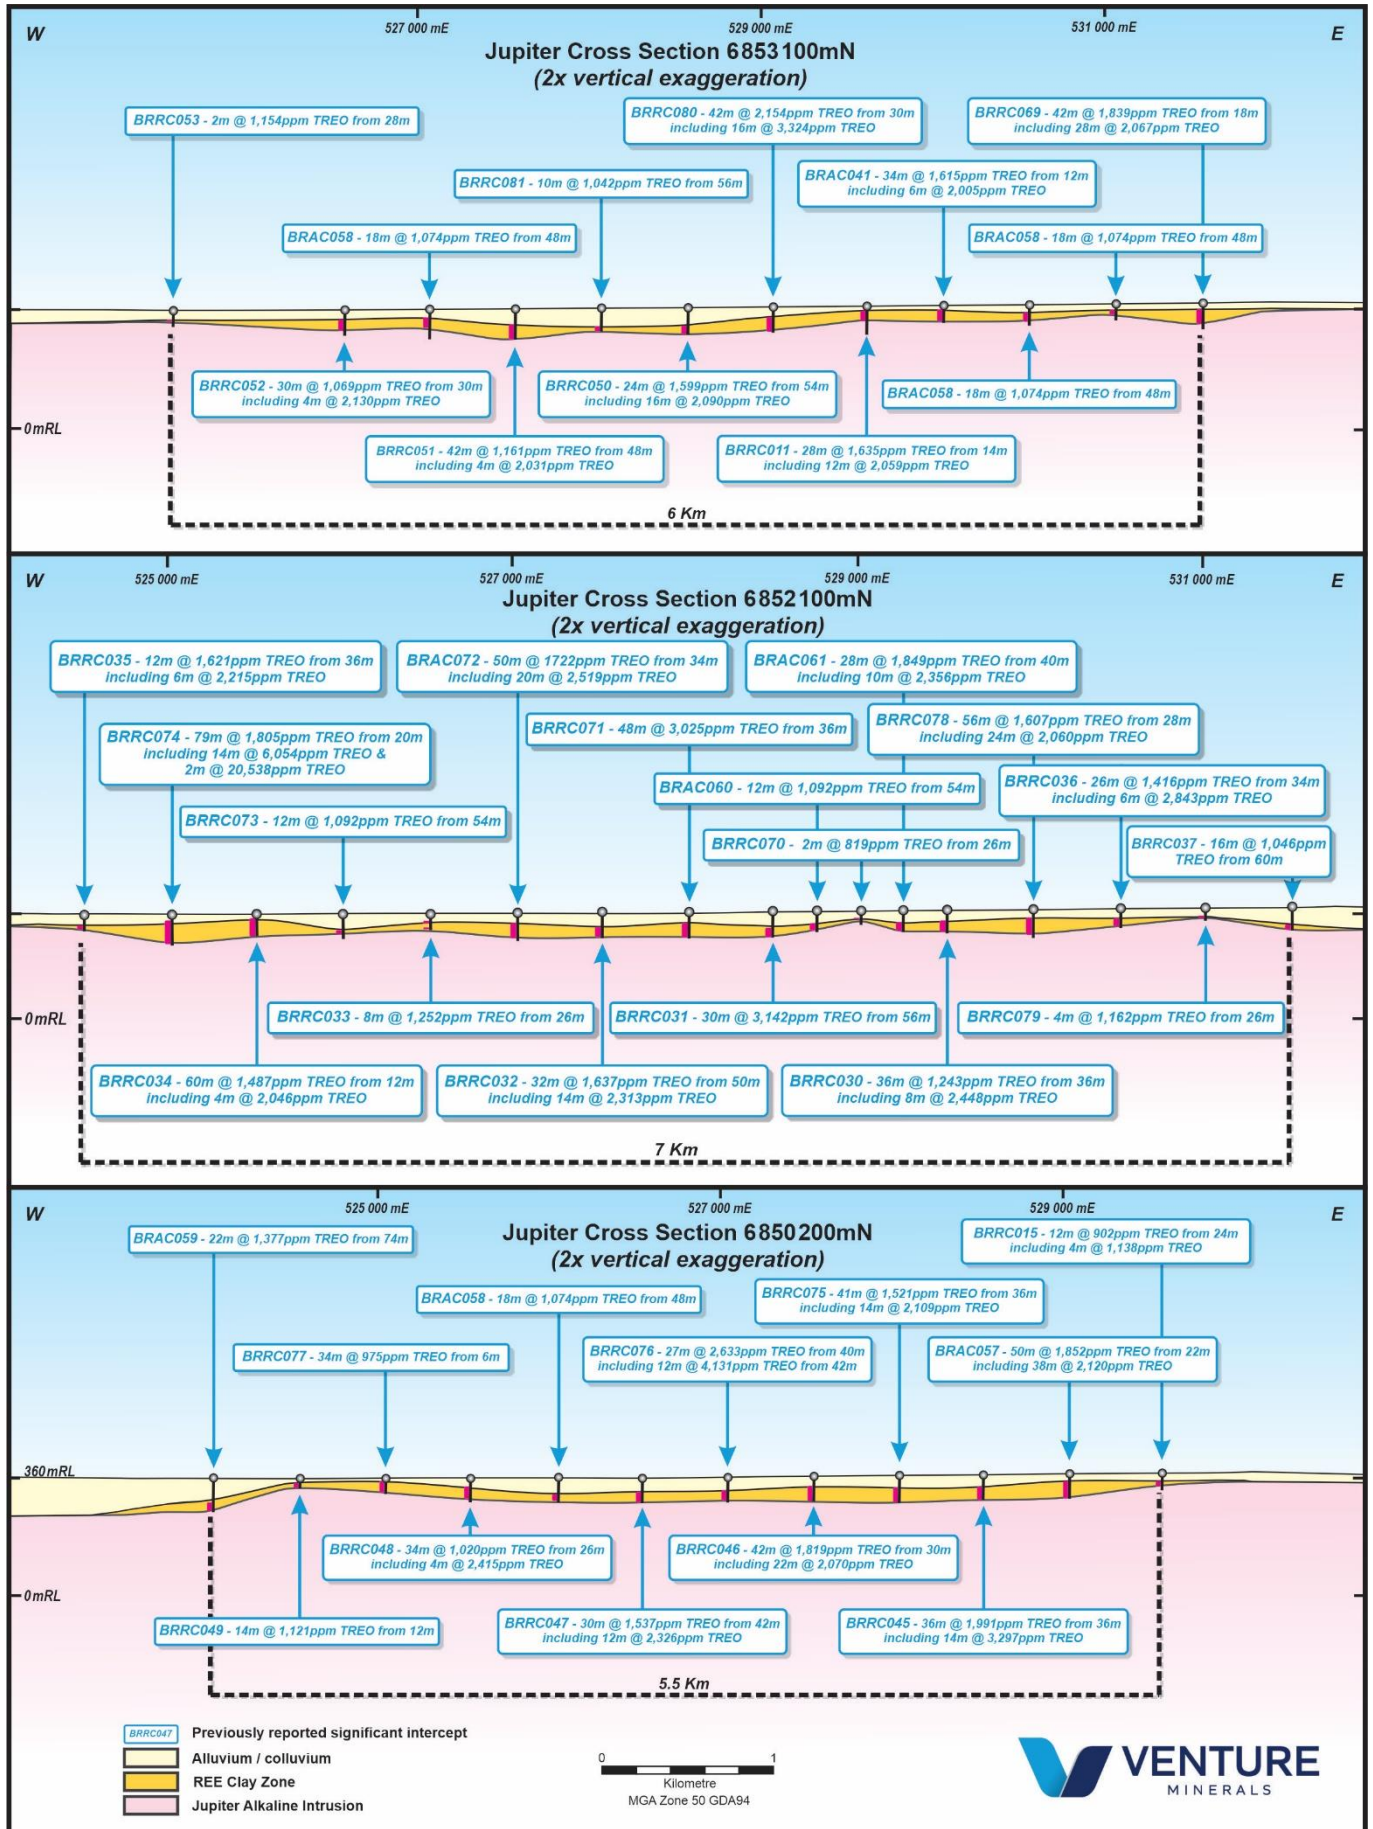 W
527 000 mE
529 000 mE
531 000 mE
E
Jupiter Cross Section 6853100mN
(2x vertical exaggeration)
BRRC053 - 2m @ 1,154ppm TREO from 28m
BRRC080 - 42m @ 2,154ppm TREO from 30m
including 16m @ 3,324ppm TREO
BRRC069 - 42m @ 1,839ppm TREO from 18m
including 28m @ 2,067ppm TREO
BRRC081 - 10m @ 1,042ppm TREO from 56m
BRAC041 - 34m @ 1,615ppm TREO from 12m
including 6m @ 2,005ppm TREO
BRAC058 - 18m @ 1,074ppm TREO from 48m
BRAC058 - 18m @ 1,074ppm TREO from 48m
BRRC052 - 30m @ 1,069ppm TREO from 30m
including 4m @ 2,130ppm TREO
BRRC050 - 24m @ 1,599ppm TREO from 54m
including 16m @ 2,090ppm TREO
BRAC058 - 18m @ 1,074ppm TREO from 48m
0mRL
BRRC051 - 42m @ 1,161ppm TREO from 48m
including 4m @ 2,031ppm TREO
BRRC011 - 28m @ 1,635ppm TREO from 14m
including 12m @ 2,059ppm TREO
6 Km
W
525 000 mE
527 000 mE
529 000 mE
531 000 mE
E
Jupiter Cross Section 6852100mN
(2x vertical exaggeration)
BRRC035 - 12m @ 1,621ppm TREO from 36m
including 6m @ 2,215ppm TREO
BRAC072 - 50m @ 1722ppm TREO from 34m
including 20m @ 2,519ppm TREO
BRAC061 - 28m @ 1,849ppm TREO from 40m
including 10m @ 2,356ppm TREO
BRRC074 - 79m @ 1,805ppm TREO from 20m
including 14m @ 6,054ppm TREO &
2m @ 20,538ppm TREO
BRRC071 - 48m @ 3,025ppm TREO from 36m
BRRC078 - 56m @ 1,607ppm TREO from 28m
including 24m @ 2,060ppm TREO
BRAC060 - 12m @ 1,092ppm TREO from 54m
BRRC036 - 26m @ 1,416ppm TREO from 34m
including 6m @ 2,843ppm TREO
BRRC073 - 12m @ 1,092ppm TREO from 54m
BRRC070 - 2m @ 819ppm TREO from 26m
BRRC037 - 16m @ 1,046ppm
TREO from 60m
0mRL
BRRC033 - 8m @ 1,252ppm TREO from 26m
BRRC031 - 30m @ 3,142ppm TREO from 56m
BRRC079 - 4m @ 1,162ppm TREO from 26m
BRRC034 - 60m @ 1,487ppm TREO from 12m
including 4m @ 2,046ppm TREO
BRRC032 - 32m @ 1,637ppm TREO from 50m
including 14m @ 2,313ppm TREO
BRRC030 - 36m @ 1,243ppm TREO from 36m
including 8m @ 2,448ppm TREO
7 Km
W
525 000 mE
527 000 mE
529 000 mE
E
Jupiter Cross Section 6850200mN
(2x vertical exaggeration)
BRAC059 - 22m @ 1,377ppm TREO from 74m
BRRC015 - 12m @ 902ppm TREO from 24m
including 4m @ 1,138ppm TREO
BRAC058 - 18m @ 1,074ppm TREO from 48m
BRRC075 - 41m @ 1,521ppm TREO from 36m
including 14m @ 2,109ppm TREO
BRRC077 - 34m @ 975ppm TREO from 6m
BRRC076 - 27m @ 2,633ppm TREO from 40m
including 12m @ 4,131ppm TREO from 42m
BRAC057 - 50m @ 1,852ppm TREO from 22m
including 38m @ 2,120ppm TREO
360mRL
BRRC048 - 34m @ 1,020ppm TREO from 26m
including 4m @ 2,415ppm TREO
BRRC046 - 42m @ 1,819ppm TREO from 30m
including 22m @ 2,070ppm TREO
0mRL
BRRC049 - 14m @ 1,121ppm TREO from 12m
BRRC047 - 30m @ 1,537ppm TREO from 42m
including 12m @ 2,326ppm TREO
BRRC045 - 36m @ 1,991ppm TREO from 36m
including 14m @ 3,297ppm TREO
5.5 Km
BRRC047 Previously reported significant intercept
Alluvium / colluvium
REE Clay Zone
Jupiter Alkaline Intrusion
0 1
Kilometre
MGA Zone 50 GDA94
VENTURE
MINERALS